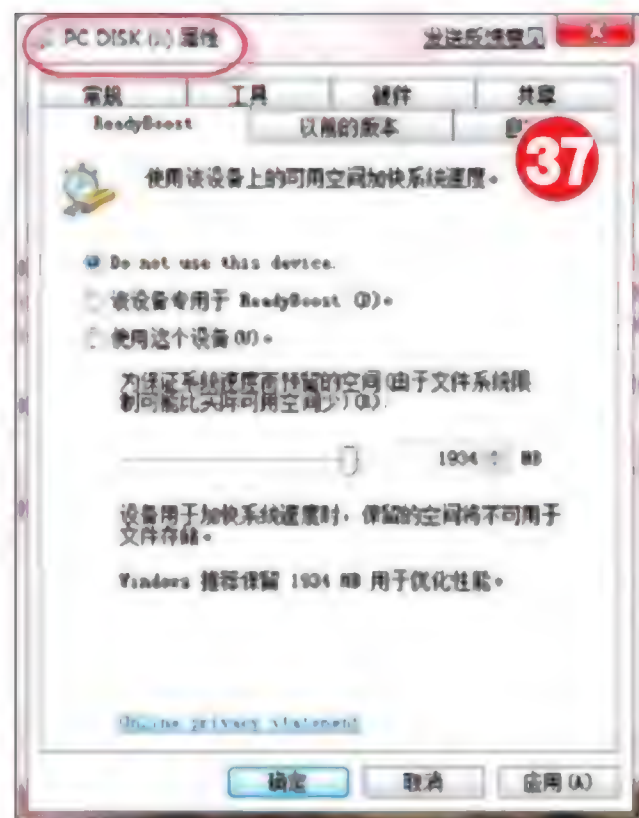 PC DISK (I:) 属性
发送反馈意见
常规 工具 硬件 共享
ReadyBoost 以前的版本
37
使用该设备上的可用空间加快系统速度。
Do not use this device.
该设备专用于 ReadyBoost (D)。
使用这个设备(U)。
为保证系统速度而保留的空间(由于文件系统限
制可能比实际可用空间少)(R).
1934 MB
设备用于加快系统速度时，保留的空间将不可用于
文件存储。
Windows 推荐保留 1934 MB 用于优化性能。
Online privacy statement
确定 取消 应用(A)